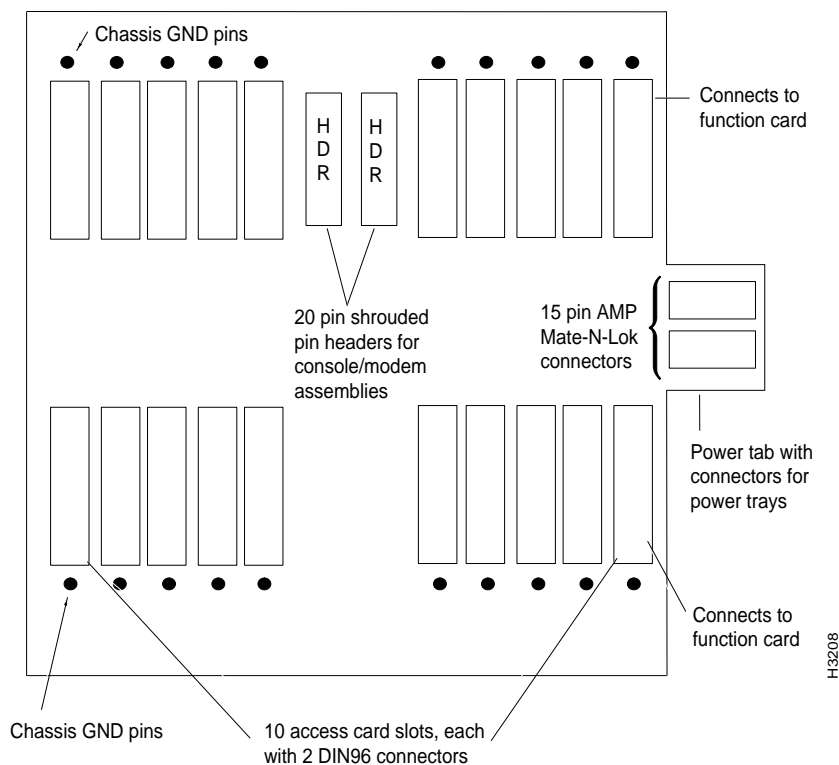 Chassis GND pins
Connects to
function card
H
D
R
H
D
R
20 pin shrouded
pin headers for
console/modem
assemblies
15 pin AMP
Mate-N-Lok
connectors
Power tab with
connectors for
power trays
Connects to
function card
H3208
Chassis GND pins
10 access card slots, each
with 2 DIN96 connectors